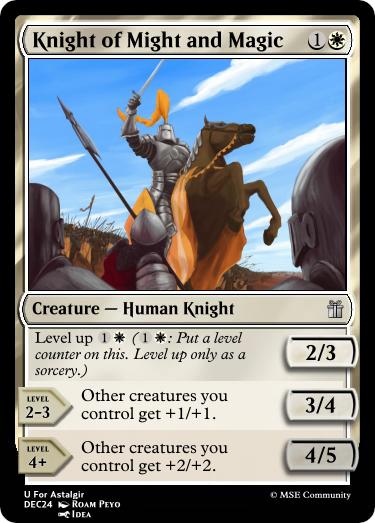 Knight of Might and Magic 1
Creature — Human Knight
Level up 1 (1: Put a level
counter on this. Level up only as a
sorcery.)
2/3
LEVEL
2-3
Other creatures you
control get +1/+1.
3/4
LEVEL
4+
Other creatures you
control get +2/+2.
4/5
U For Astalgir
DEC24 Roam Peyo
Idea
© MSE Community